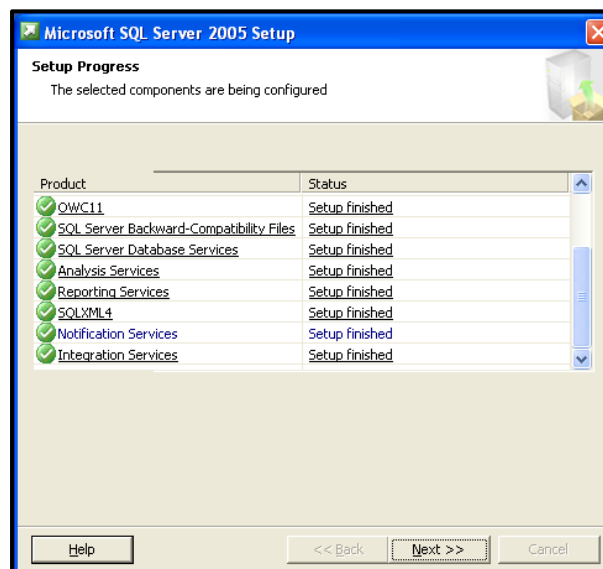 Microsoft SQL Server 2005 Setup
Setup Progress
The selected components are being configured
Product Status
OWC11 Setup finished
SQL Server Backward-Compatibility Files Setup finished
SQL Server Database Services Setup finished
Analysis Services Setup finished
Reporting Services Setup finished
SQLXML4 Setup finished
Notification Services Setup finished
Integration Services Setup finished
Help << Back Next >> Cancel